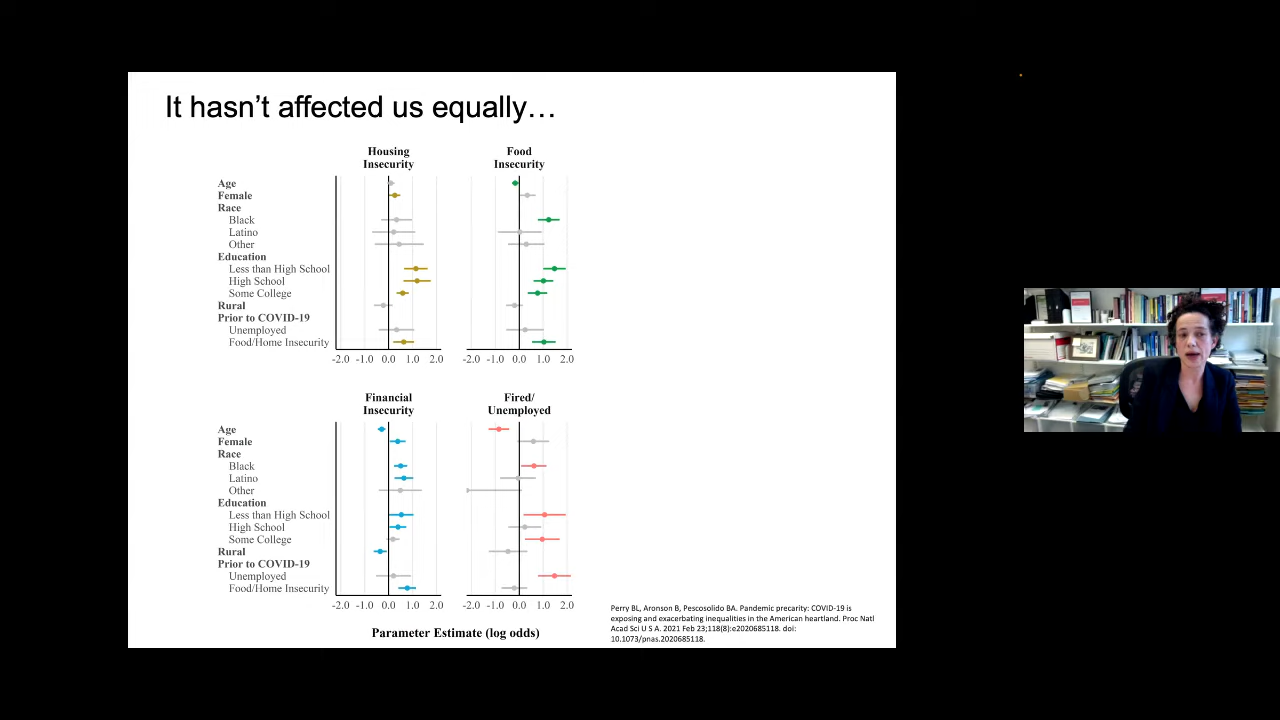 It hasn't affected us equally…
Housing
Insecurity
Food
Insecurity
Age
Female
Race
Black
Latino
Other
Education
Less than High School
High School
Some College
Rural
Prior to COVID-19
Unemployed
Food/Home Insecurity
-2.0 -1.0 0.0 1.0 2.0
-2.0 -1.0 0.0 1.0 2.0
Financial
Insecurity
Fired/
Unemployed
Age
Female
Race
Black
Latino
Other
Education
Less than High School
High School
Some College
Rural
Prior to COVID-19
Unemployed
Food/Home Insecurity
-2.0 -1.0 0.0 1.0 2.0
-2.0 -1.0 0.0 1.0 2.0
Parameter Estimate (log odds)
Perry BL, Aronson B, Pescosolido BA. Pandemic precarity: COVID-19 is
exposing and exacerbating inequalities in the American heartland. Proc Natl
Acad Sci U S A. 2021 Feb 23;118(8):e2020685118. doi:
10.1073/pnas.2020685118.